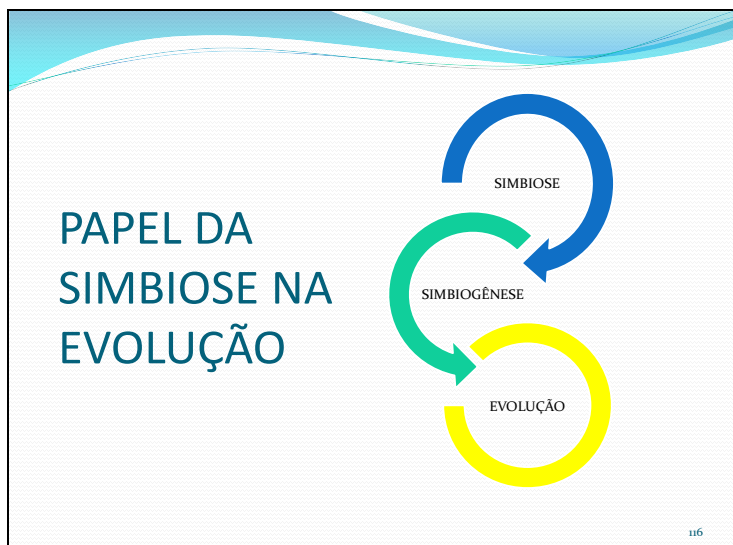 PAPEL DA
SIMBIOSE NA
EVOLUÇÃO
SIMBIOSE
SIMBIOGÊNESE
EVOLUÇÃO
116